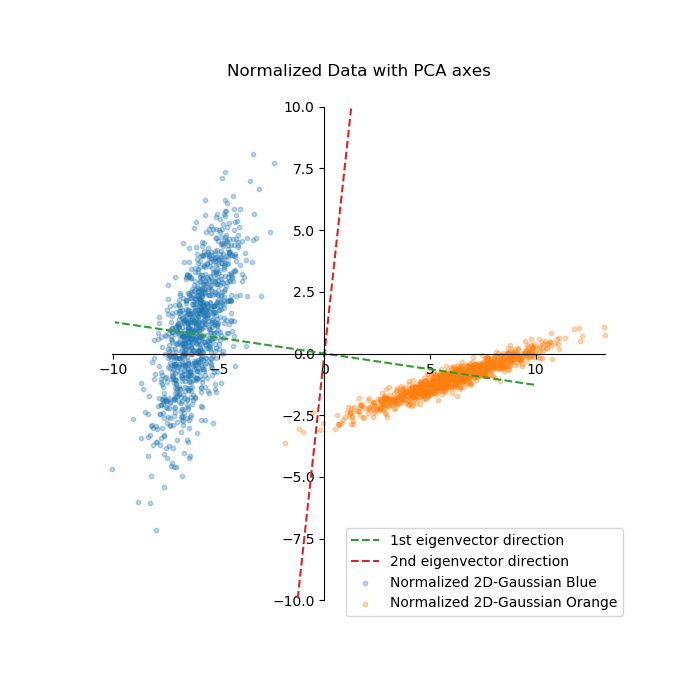 Normalized Data with PCA axes
10.0
7.5
5.0
2.5
0.0
−10
−5
0
5
10
−2.5
−5.0
−7.5
−10.0
1st eigenvector direction
2nd eigenvector direction
Normalized 2D-Gaussian Blue
Normalized 2D-Gaussian Orange